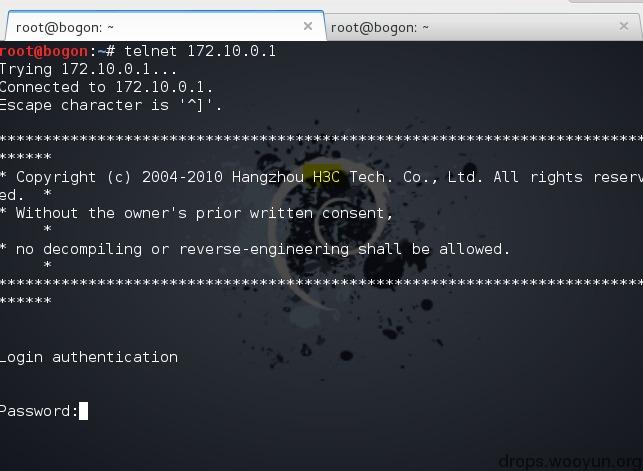 root@bogon: ~ × root@bogon: ~ ×
root@bogon:~# telnet 172.10.0.1
Trying 172.10.0.1...
Connected to 172.10.0.1.
Escape character is '^]'.
*************************************************************************
******
* Copyright (c) 2004-2010 Hangzhou H3C Tech. Co., Ltd. All rights reserv
ed.  *
* Without the owner's prior written consent,
     *
* no decompiling or reverse-engineering shall be allowed.
     *
*************************************************************************
******
Login authentication
Password:
drops.wooyun.org